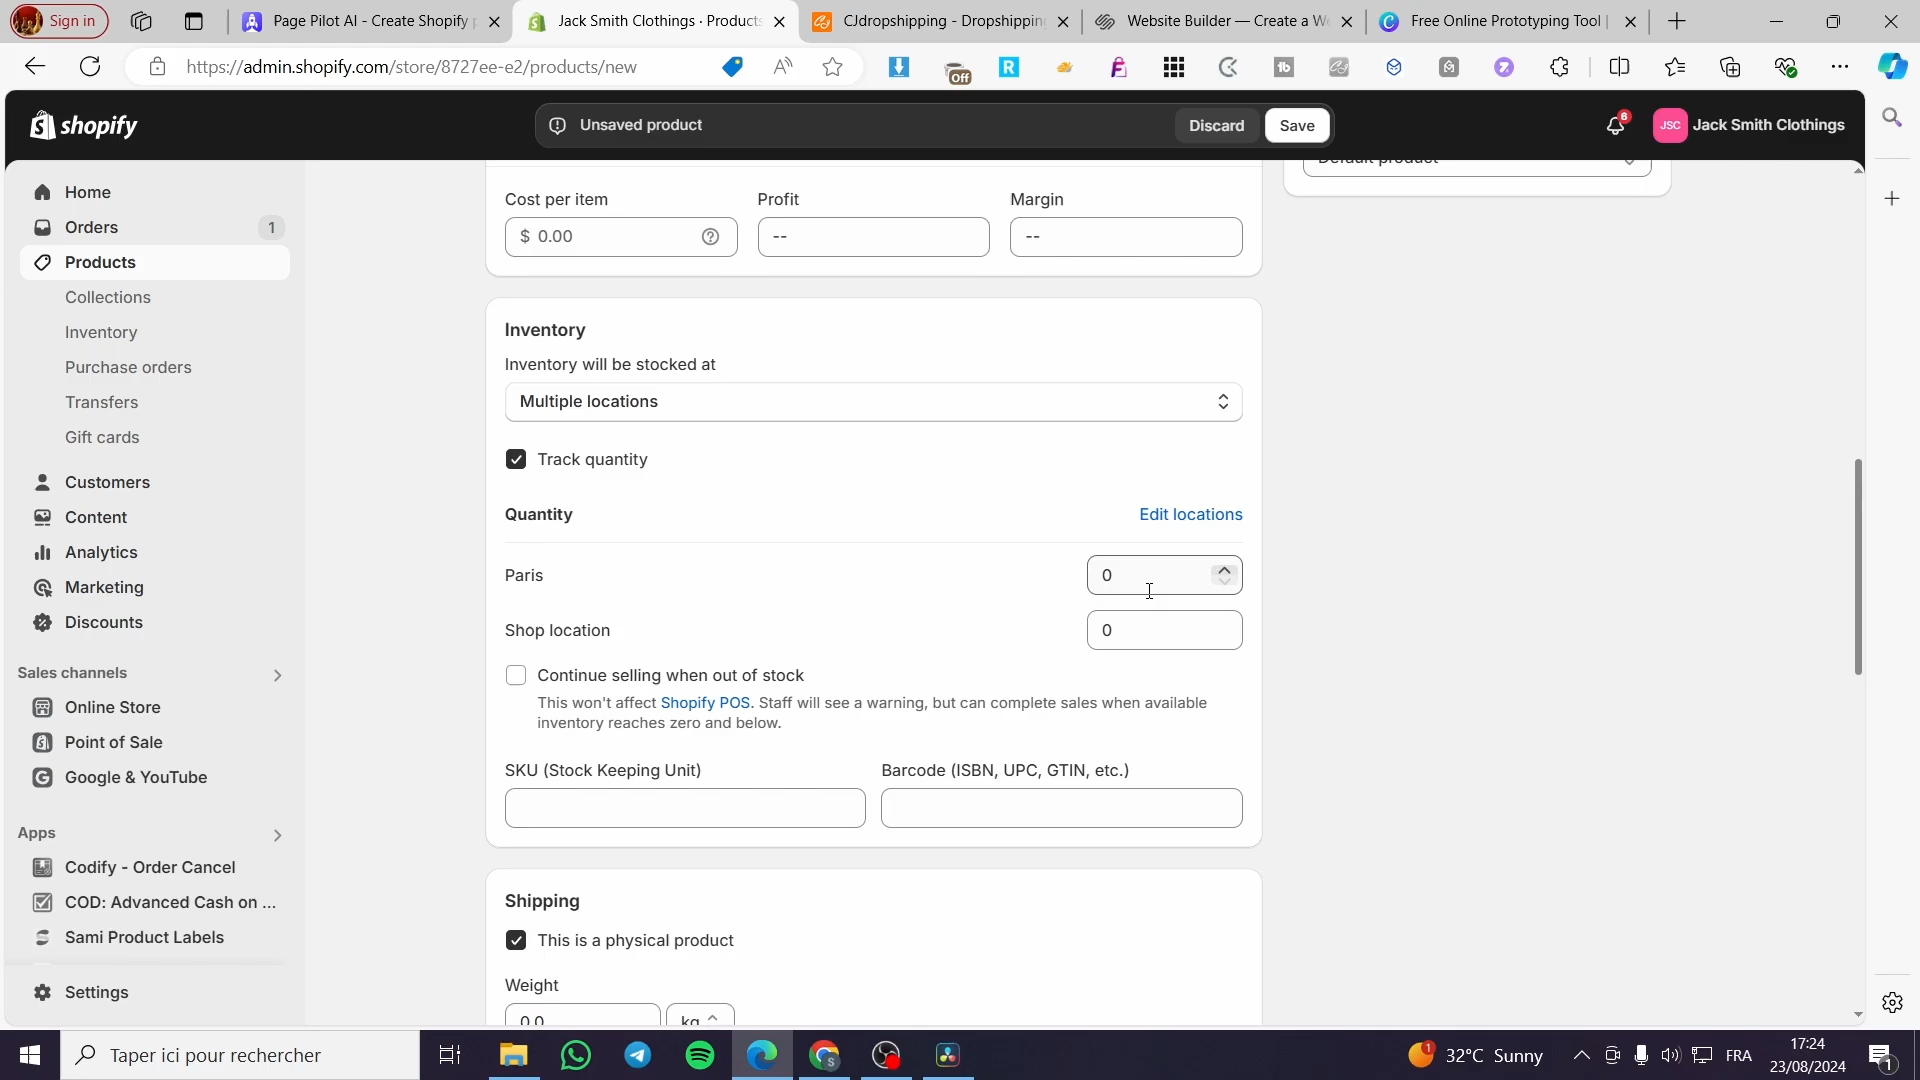 Sign in
Page Pilot AI - Create Shopify p
Jack Smith Clothings · Products
CJdropshipping - Dropshipping
Website Builder — Create a We
Free Online Prototyping Tool |
https://admin.shopify.com/store/8727ee-e2/products/new
Off
shopify
Unsaved product
Discard
Save
6
JSC
Jack Smith Clothings
Home
Orders
1
Products
Collections
Inventory
Purchase orders
Transfers
Gift cards
Customers
Content
Analytics
Marketing
Discounts
Sales channels
Online Store
Point of Sale
Google & YouTube
Apps
Codify - Order Cancel
COD: Advanced Cash on ...
Sami Product Labels
Settings
Default product
Cost per item
Profit
Margin
$ 0.00
--
--
Inventory
Inventory will be stocked at
Multiple locations
Track quantity
Quantity
Edit locations
Paris
0
Shop location
0
Continue selling when out of stock
This won't affect Shopify POS. Staff will see a warning, but can complete sales when available
inventory reaches zero and below.
SKU (Stock Keeping Unit)
Barcode (ISBN, UPC, GTIN, etc.)
Shipping
This is a physical product
Weight
0.0
kg
Taper ici pour rechercher
1
32°C Sunny
FRA
17:24
23/08/2024
1